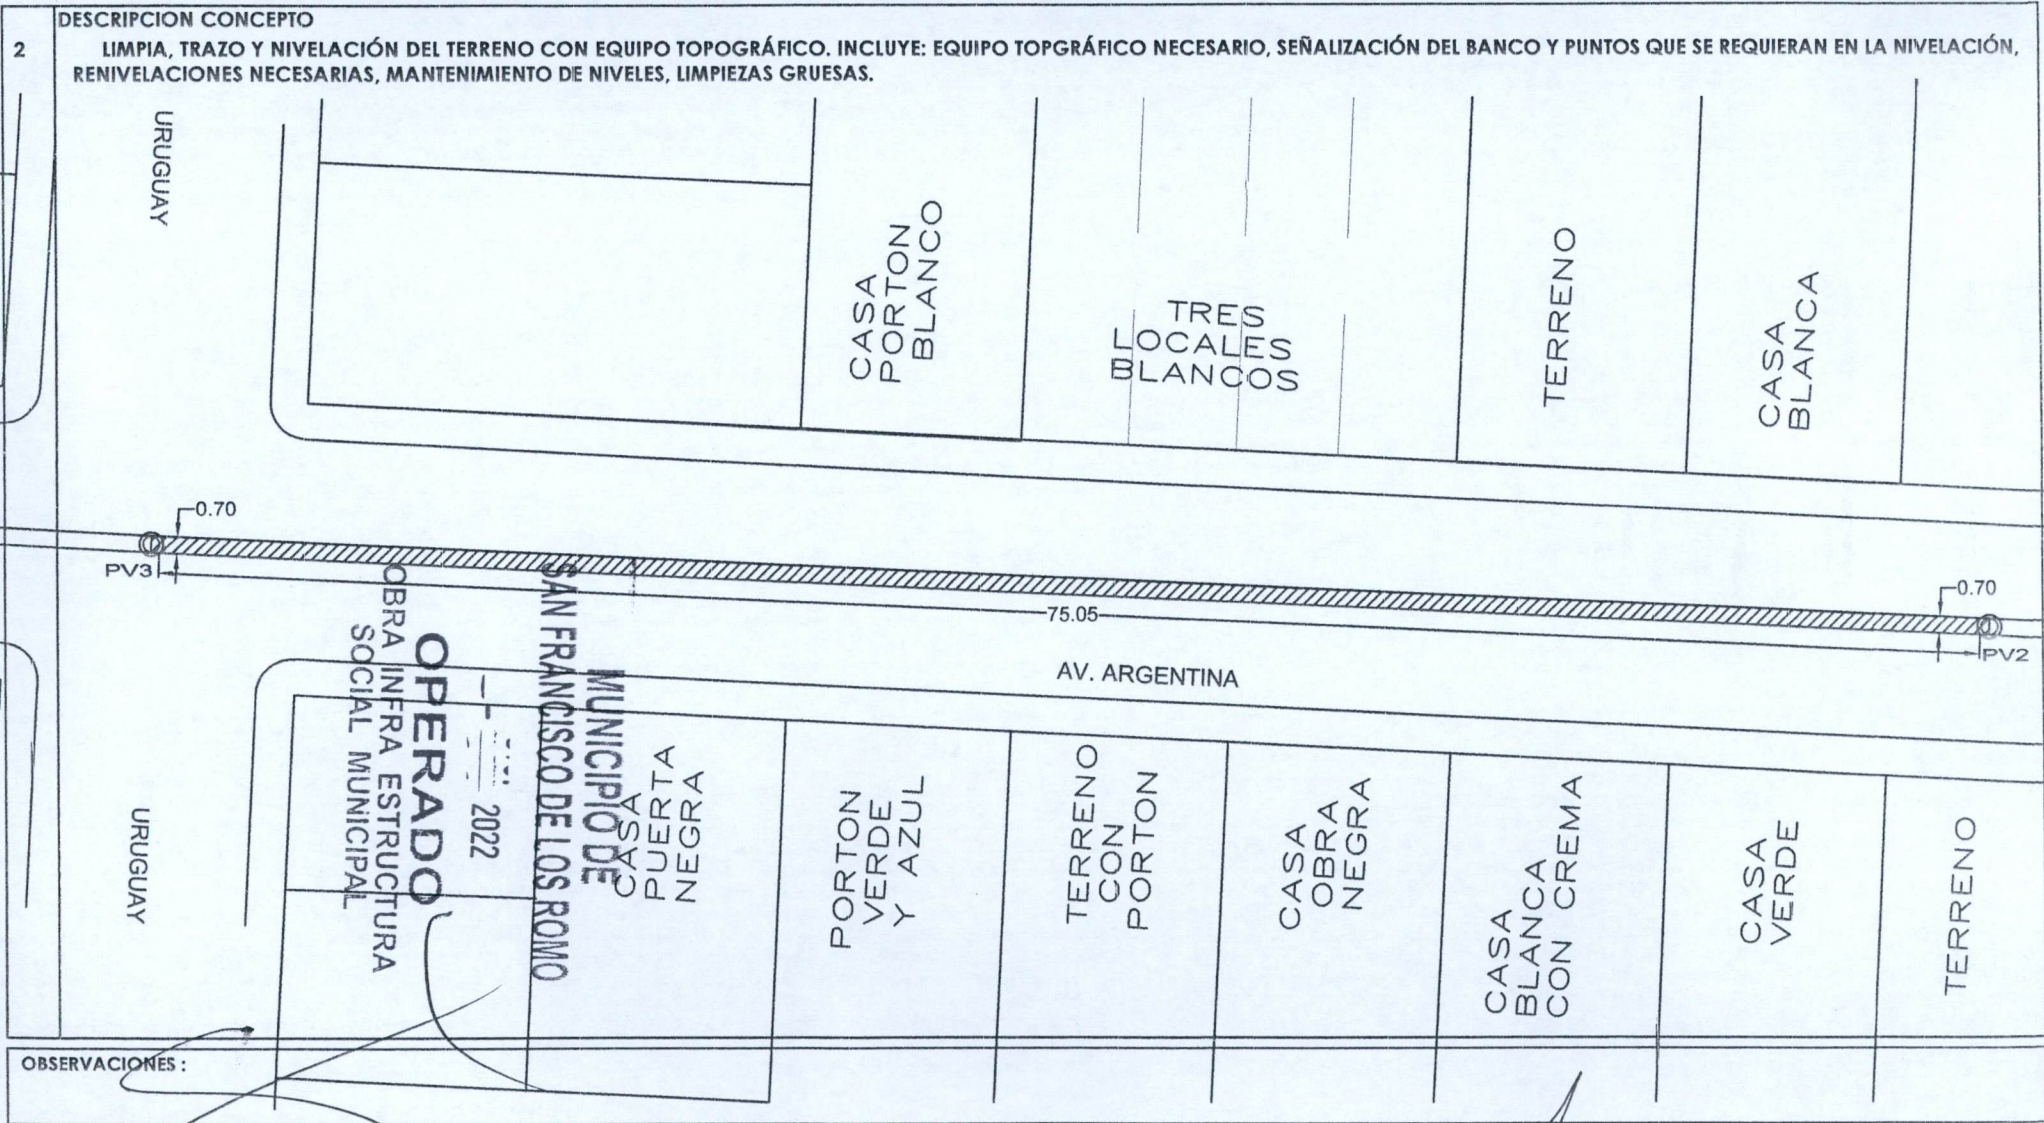 DESCRIPCION CONCEPTO
2 LIMPIA, TRAZO Y NIVELACIÓN DEL TERRENO CON EQUIPO TOPOGRÁFICO. INCLUYE: EQUIPO TOPGRÁFICO NECESARIO, SEÑALIZACIÓN DEL BANCO Y PUNTOS QUE SE REQUIERAN EN LA NIVELACIÓN,
RENIVELACIONES NECESARIAS, MANTENIMIENTO DE NIVELES, LIMPIEZAS GRUESAS.
URUGUAY
CASA
PORTON
BLANCO
TRES
LOCALES
BLANCOS
TERRENO
CASA
BLANCA
0.70
PV3
75.05
0.70
PV2
AV. ARGENTINA
URUGUAY
MUNICIPIO DE
SAN FRANCISCO DE LOS ROMO
2022
OPERADO
OBRA INFRA ESTRUCTURA
SOCIAL MUNICIPAL
CASA
PUERTA
NEGRA
PORTON
VERDE
Y AZUL
TERRENO
CON
PORTON
CASA
OBRA
NEGRA
CASA
BLANCA
CON CREMA
CASA
VERDE
TERRENO
OBSERVACIONES :